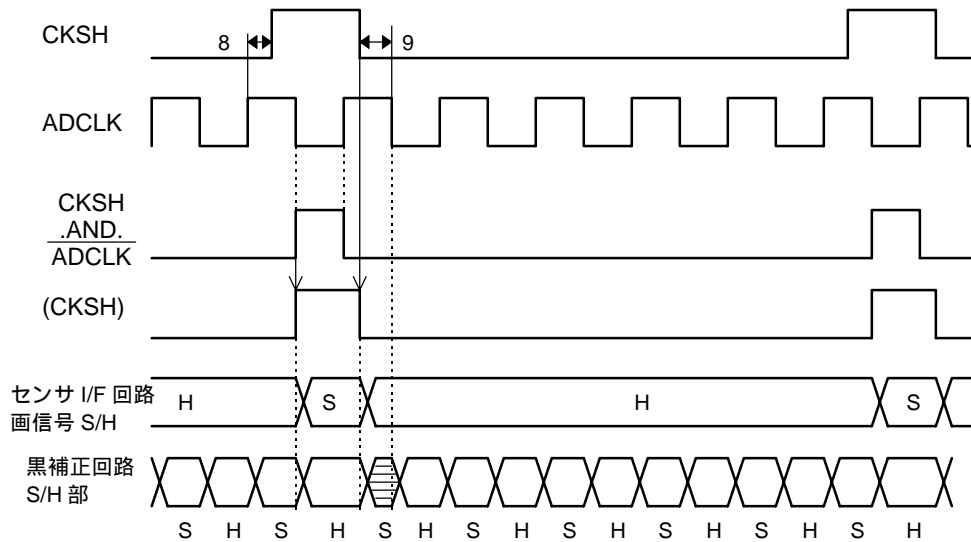 CKSH
8
9
ADCLK
CKSH
.AND.
ADCLK
(CKSH)
センサ I/F 回路
画信号 S/H
H
S
H
S
黒補正回路
S/H 部
S H S H S H S H S H S H S H S H